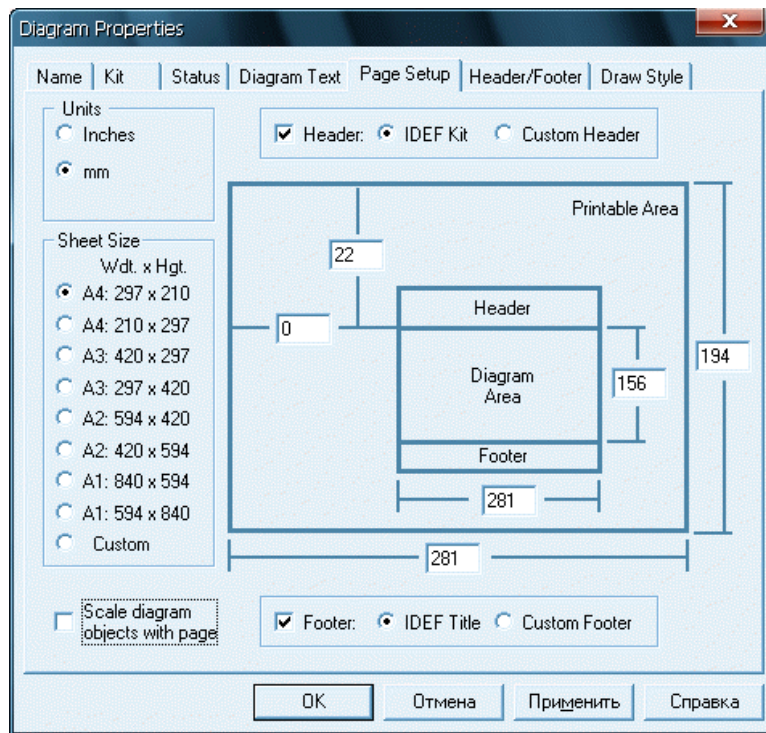 Diagram Properties
X
Name Kit Status Diagram Text Page Setup Header/Footer Draw Style
Units
Inches
mm
Header: IDEF Kit Custom Header
Printable Area
Sheet Size
Wdt. x Hgt.
A4: 297 x 210
A4: 210 x 297
A3: 420 x 297
A3: 297 x 420
A2: 594 x 420
A2: 420 x 594
A1: 840 x 594
A1: 594 x 840
Custom
22
0
Header
Diagram
Area
Footer
156
194
281
281
Scale diagram
objects with page
Footer: IDEF Title Custom Footer
OK Отмена Применить Справка